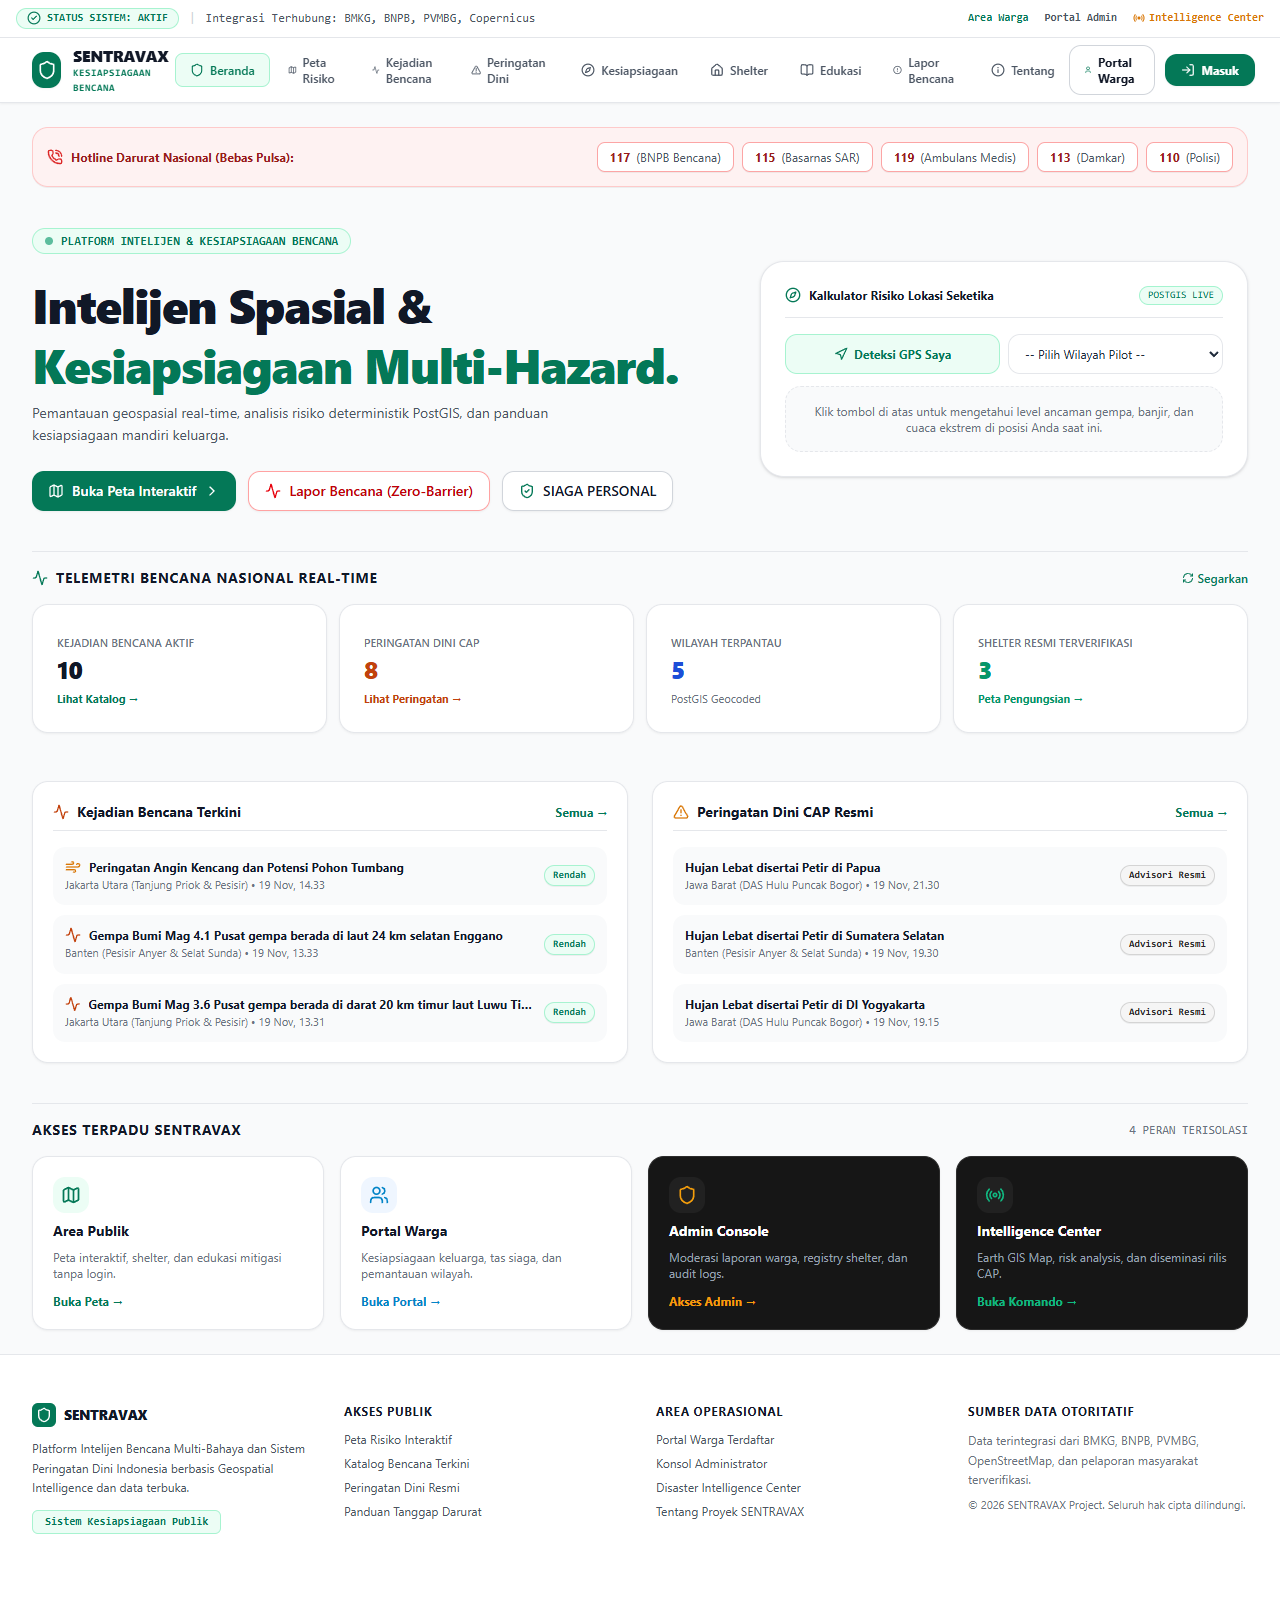 STATUS SISTEM: AKTIF
Integrasi Terhubung: BMKG, BNPB, PVMBG, Copernicus
Area Warga
Portal Admin
Intelligence Center
SENTRAVAX
KESIAPSIAGAAN
BENCANA
Beranda
Peta
Risiko
Kejadian
Bencana
Peringatan
Dini
Kesiapsiagaan
Shelter
Edukasi
Lapor
Bencana
Tentang
Portal
Warga
Masuk
Hotline Darurat Nasional (Bebas Pulsa):
117 (BNPB Bencana)
115 (Basarnas SAR)
119 (Ambulans Medis)
113 (Damkar)
110 (Polisi)
PLATFORM INTELIJEN & KESIAPSIAGAAN BENCANA
Intelijen Spasial &
Kesiapsiagaan Multi-Hazard.
Pemantauan geospasial real-time, analisis risiko deterministik PostGIS, dan panduan
kesiapsiagaan mandiri keluarga.
Buka Peta Interaktif
Lapor Bencana (Zero-Barrier)
SIAGA PERSONAL
Kalkulator Risiko Lokasi Seketika
POSTGIS LIVE
Deteksi GPS Saya
-- Pilih Wilayah Pilot --
Klik tombol di atas untuk mengetahui level ancaman gempa, banjir, dan
cuaca ekstrem di posisi Anda saat ini.
TELEMETRI BENCANA NASIONAL REAL-TIME
Segarkan
KEJADIAN BENCANA AKTIF
10
Lihat Katalog →
PERINGATAN DINI CAP
8
Lihat Peringatan →
WILAYAH TERPANTAU
5
PostGIS Geocoded
SHELTER RESMI TERVERIFIKASI
3
Peta Pengungsian →
Kejadian Bencana Terkini
Semua →
Peringatan Angin Kencang dan Potensi Pohon Tumbang
Jakarta Utara (Tanjung Priok & Pesisir) • 19 Nov, 14.33
Rendah
Gempa Bumi Mag 4.1 Pusat gempa berada di laut 24 km selatan Enggano
Banten (Pesisir Anyer & Selat Sunda) • 19 Nov, 13.33
Rendah
Gempa Bumi Mag 3.6 Pusat gempa berada di darat 20 km timur laut Luwu Ti...
Jakarta Utara (Tanjung Priok & Pesisir) • 19 Nov, 13.31
Rendah
Peringatan Dini CAP Resmi
Semua →
Hujan Lebat disertai Petir di Papua
Jawa Barat (DAS Hulu Puncak Bogor) • 19 Nov, 21.30
Advisori Resmi
Hujan Lebat disertai Petir di Sumatera Selatan
Banten (Pesisir Anyer & Selat Sunda) • 19 Nov, 19.30
Advisori Resmi
Hujan Lebat disertai Petir di DI Yogyakarta
Jawa Barat (DAS Hulu Puncak Bogor) • 19 Nov, 19.15
Advisori Resmi
AKSES TERPADU SENTRAVAX
4 PERAN TERISOLASI
Area Publik
Peta interaktif, shelter, dan edukasi mitigasi
tanpa login.
Buka Peta →
Portal Warga
Kesiapsiagaan keluarga, tas siaga, dan
pemantauan wilayah.
Buka Portal →
Admin Console
Moderasi laporan warga, registry shelter, dan
audit logs.
Akses Admin →
Intelligence Center
Earth GIS Map, risk analysis, dan diseminasi rilis
CAP.
Buka Komando →
SENTRAVAX
Platform Intelijen Bencana Multi-Bahaya dan Sistem
Peringatan Dini Indonesia berbasis Geospatial
Intelligence dan data terbuka.
Sistem Kesiapsiagaan Publik
AKSES PUBLIK
Peta Risiko Interaktif
Katalog Bencana Terkini
Peringatan Dini Resmi
Panduan Tanggap Darurat
AREA OPERASIONAL
Portal Warga Terdaftar
Konsol Administrator
Disaster Intelligence Center
Tentang Proyek SENTRAVAX
SUMBER DATA OTORITATIF
Data terintegrasi dari BMKG, BNPB, PVMBG,
OpenStreetMap, dan pelaporan masyarakat
terverifikasi.
© 2026 SENTRAVAX Project. Seluruh hak cipta dilindungi.